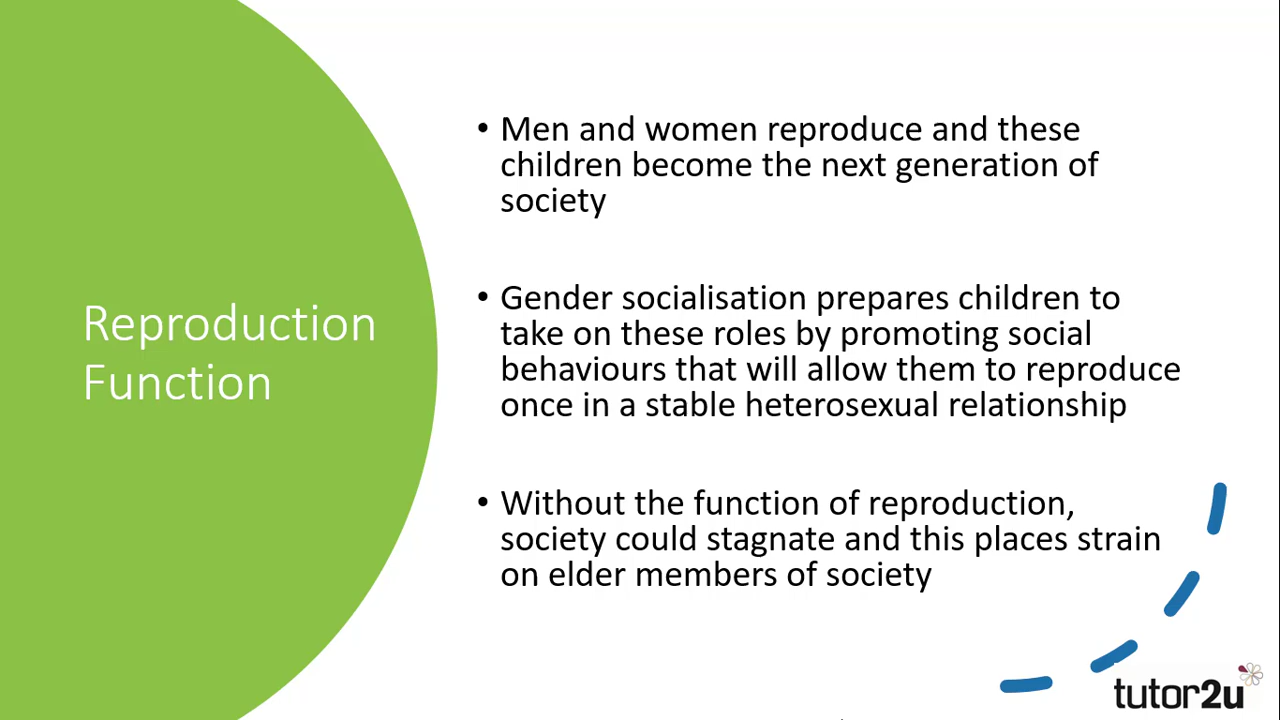 Reproduction
Function
• Men and women reproduce and these
children become the next generation of
society
• Gender socialisation prepares children to
take on these roles by promoting social
behaviours that will allow them to reproduce
once in a stable heterosexual relationship
• Without the function of reproduction,
society could stagnate and this places strain
on elder members of society
tutor2u